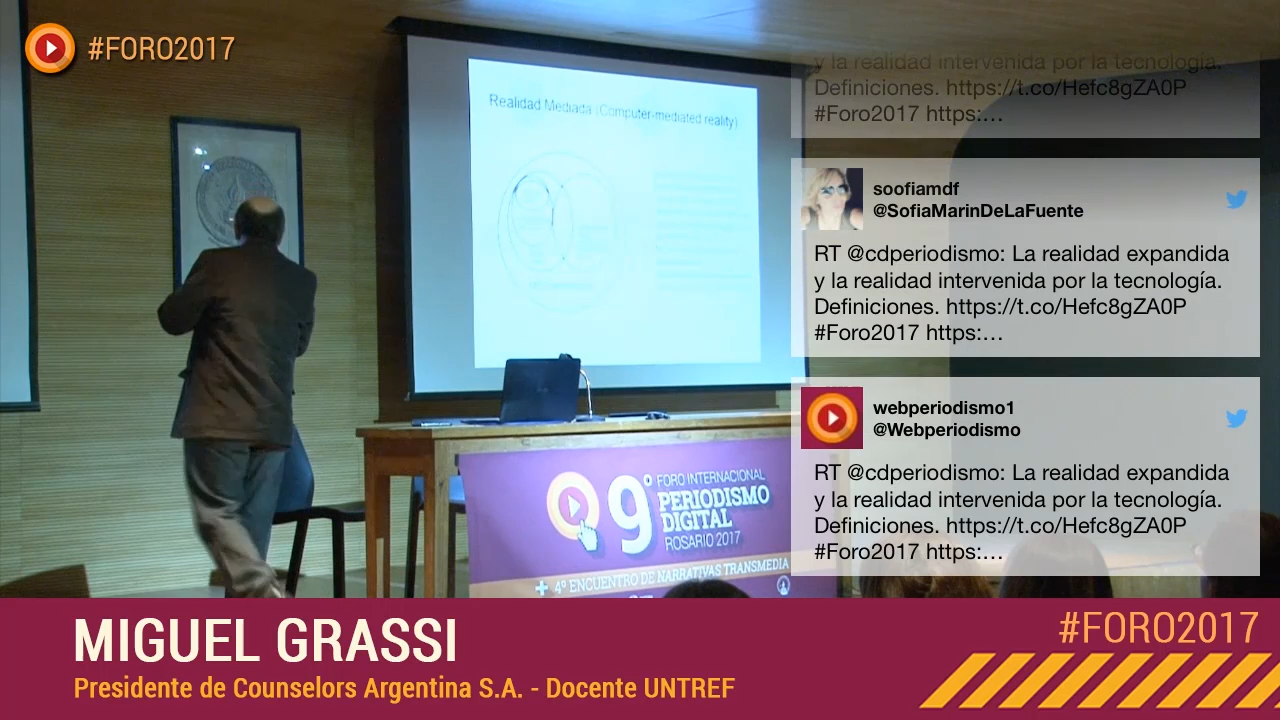 #FORO2017
Realidad Mediada (Computer-mediated reality)
y la realidad intervenida por la tecnología.
Definiciones. https://t.co/Hefc8gZA0P
#Foro2017 https:…
soofiamdf
@SofiaMarinDeLaFuente
RT @cdperiodismo: La realidad expandida
y la realidad intervenida por la tecnología.
Definiciones. https://t.co/Hefc8gZA0P
#Foro2017 https:…
webperiodismo1
@Webperiodismo
RT @cdperiodismo: La realidad expandida
y la realidad intervenida por la tecnología.
Definiciones. https://t.co/Hefc8gZA0P
#Foro2017 https:…
9° FORO INTERNACIONAL
PERIODISMO
DIGITAL
ROSARIO 2017
+ 4º ENCUENTRO DE NARRATIVAS TRANSMEDIA
MIGUEL GRASSI
Presidente de Counselors Argentina S.A. - Docente UNTREF
#FORO2017